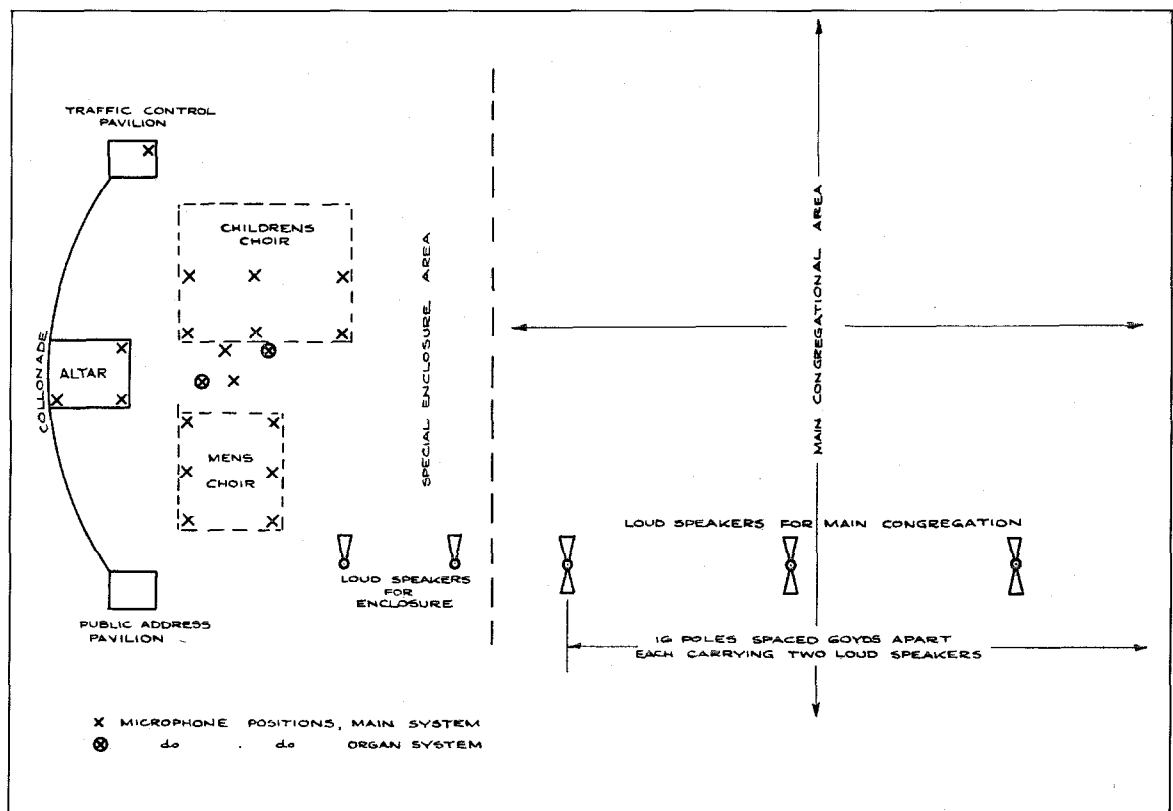 TRAFFIC CONTROL
PAVILION
CHILDRENS
CHOIR
COLLONADE
ALTAR
MENS
CHOIR
SPECIAL ENCLOSURE AREA
MAIN CONGREGATIONAL AREA
LOUD SPEAKERS FOR MAIN CONGREGATION
LOUD SPEAKERS
FOR
ENCLOSURE
PUBLIC ADDRESS
PAVILION
16 POLES SPACED 60YDS APART
EACH CARRYING TWO LOUD SPEAKERS
X MICROPHONE POSITIONS, MAIN SYSTEM
⊗ do . do ORGAN SYSTEM